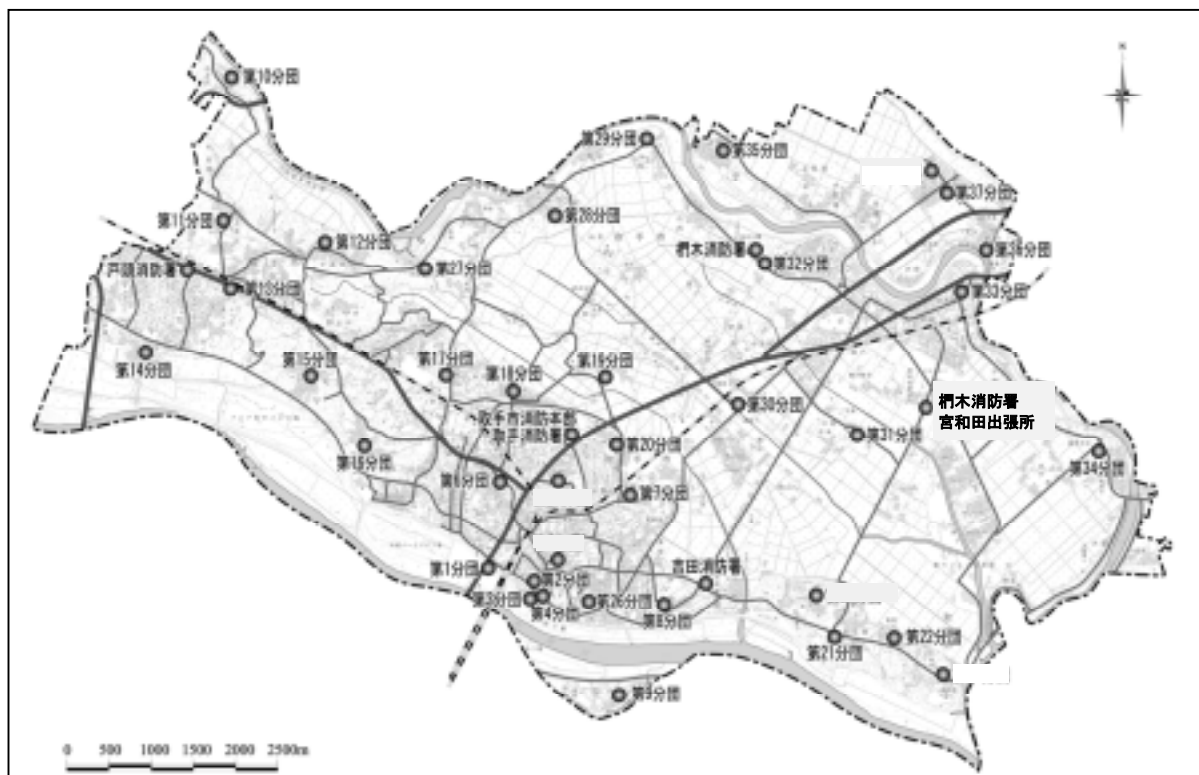 第10分団
第29分団
第35分団
第37分団
第11分団
第28分団
第12分団
椚木消防署
第36分団
第32分団
戸頭消防署
第27分団
第13分団
第33分団
第14分団
第15分団
第17分団
第18分団
第19分団
取手市消防本部
取手消防署
第30分団
椚木消防署
宮和田出張所
第31分団
第20分団
第34分団
第16分団
第6分団
第7分団
第1分団
第2分団
吉田消防署
第3分団
第4分団
第26分団
第8分団
第21分団
第22分団
第9分団
0 500 1000 1500 2000 2500m